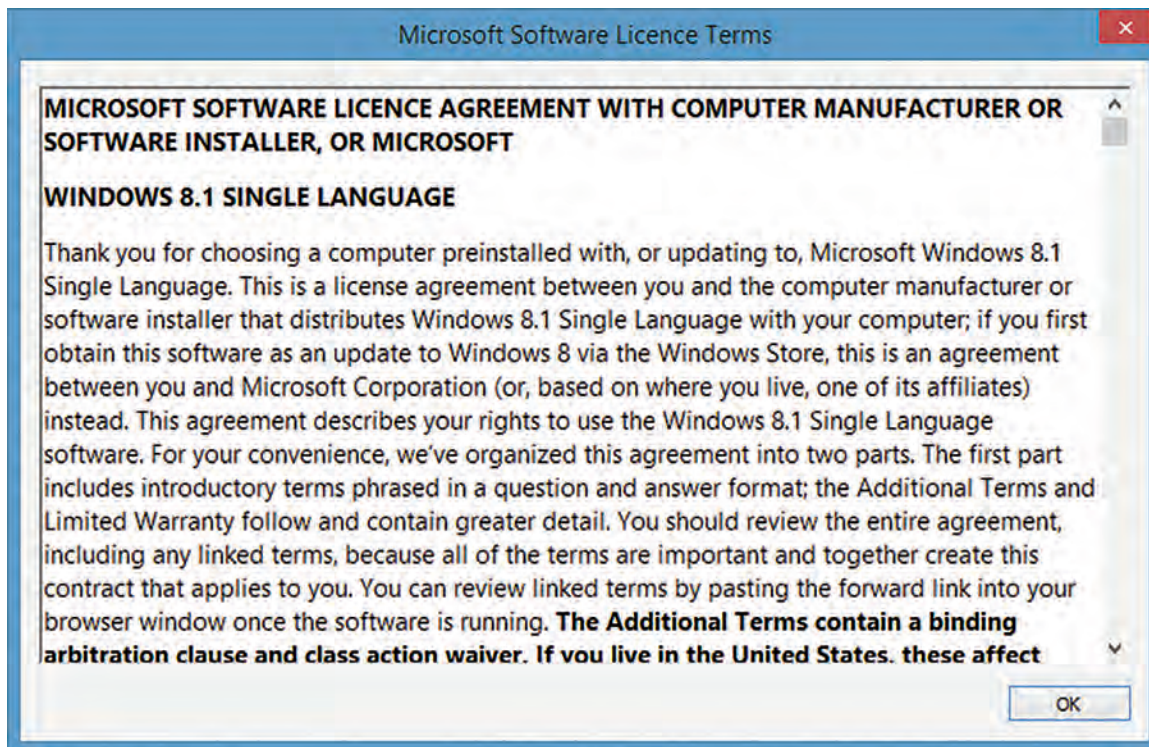 Microsoft Software Licence Terms
MICROSOFT SOFTWARE LICENCE AGREEMENT WITH COMPUTER MANUFACTURER OR
SOFTWARE INSTALLER, OR MICROSOFT
WINDOWS 8.1 SINGLE LANGUAGE
Thank you for choosing a computer preinstalled with, or updating to, Microsoft Windows 8.1
Single Language. This is a license agreement between you and the computer manufacturer or
software installer that distributes Windows 8.1 Single Language with your computer; if you first
obtain this software as an update to Windows 8 via the Windows Store, this is an agreement
between you and Microsoft Corporation (or, based on where you live, one of its affiliates)
instead. This agreement describes your rights to use the Windows 8.1 Single Language
software. For your convenience, we've organized this agreement into two parts. The first part
includes introductory terms phrased in a question and answer format; the Additional Terms and
Limited Warranty follow and contain greater detail. You should review the entire agreement,
including any linked terms, because all of the terms are important and together create this
contract that applies to you. You can review linked terms by pasting the forward link into your
browser window once the software is running. The Additional Terms contain a binding
arbitration clause and class action waiver. If you live in the United States, these affect
OK